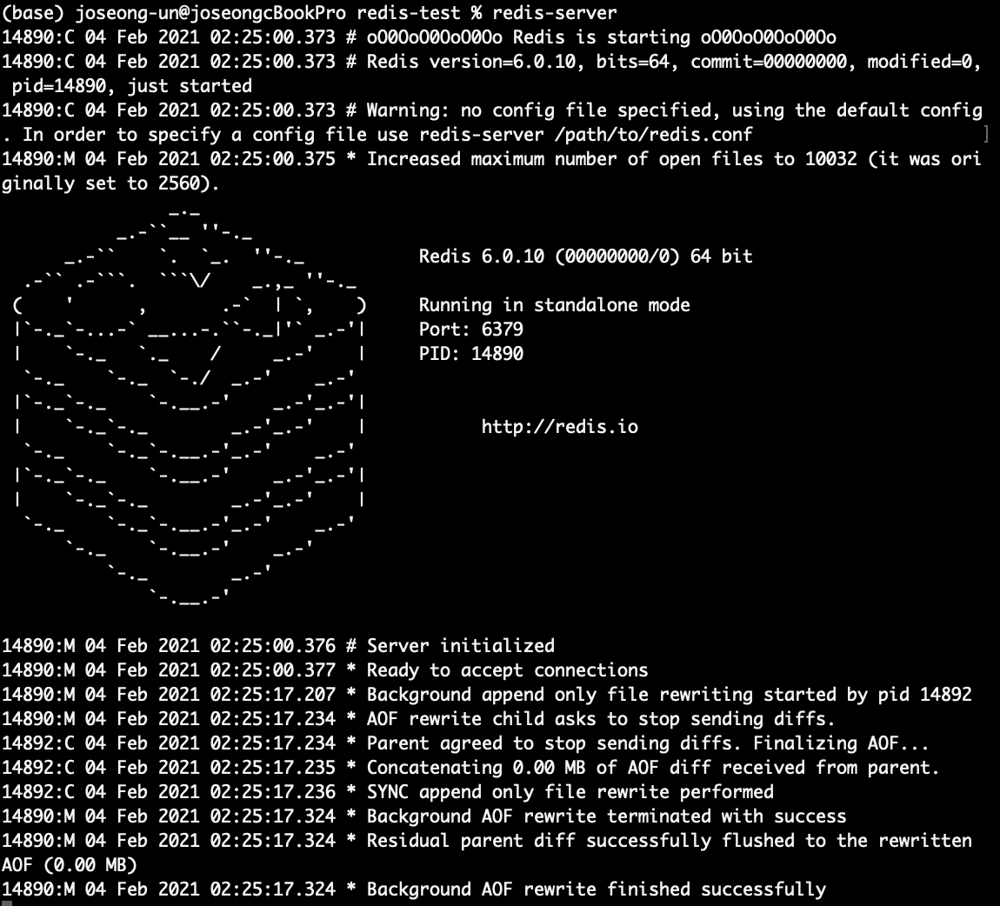 (base) joseong-un@joseongcBookPro redis-test % redis-server
14890:C 04 Feb 2021 02:25:00.373 # oO0OoO0OoO0Oo Redis is starting oO0OoO0OoO0Oo
14890:C 04 Feb 2021 02:25:00.373 # Redis version=6.0.10, bits=64, commit=00000000, modified=0,
 pid=14890, just started
14890:C 04 Feb 2021 02:25:00.373 # Warning: no config file specified, using the default config
. In order to specify a config file use redis-server /path/to/redis.conf
14890:M 04 Feb 2021 02:25:00.375 * Increased maximum number of open files to 10032 (it was ori
ginally set to 2560).
Redis 6.0.10 (00000000/0) 64 bit
Running in standalone mode
Port: 6379
PID: 14890
http://redis.io
14890:M 04 Feb 2021 02:25:00.376 # Server initialized
14890:M 04 Feb 2021 02:25:00.377 * Ready to accept connections
14890:M 04 Feb 2021 02:25:17.207 * Background append only file rewriting started by pid 14892
14890:M 04 Feb 2021 02:25:17.234 * AOF rewrite child asks to stop sending diffs.
14892:C 04 Feb 2021 02:25:17.234 * Parent agreed to stop sending diffs. Finalizing AOF...
14892:C 04 Feb 2021 02:25:17.235 * Concatenating 0.00 MB of AOF diff received from parent.
14892:C 04 Feb 2021 02:25:17.236 * SYNC append only file rewrite performed
14890:M 04 Feb 2021 02:25:17.324 * Background AOF rewrite terminated with success
14890:M 04 Feb 2021 02:25:17.324 * Residual parent diff successfully flushed to the rewritten
AOF (0.00 MB)
14890:M 04 Feb 2021 02:25:17.324 * Background AOF rewrite finished successfully